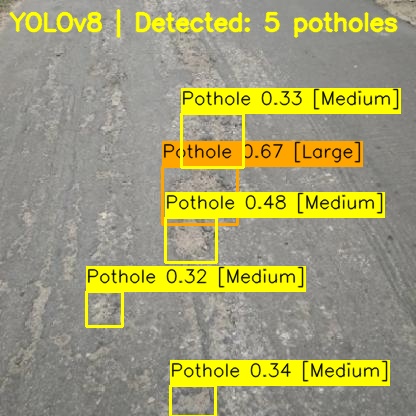 YOLOv8 | Detected: 5 potholes
Pothole 0.33 [Medium]
Pothole 0.67 [Large]
Pothole 0.48 [Medium]
Pothole 0.32 [Medium]
Pothole 0.34 [Medium]